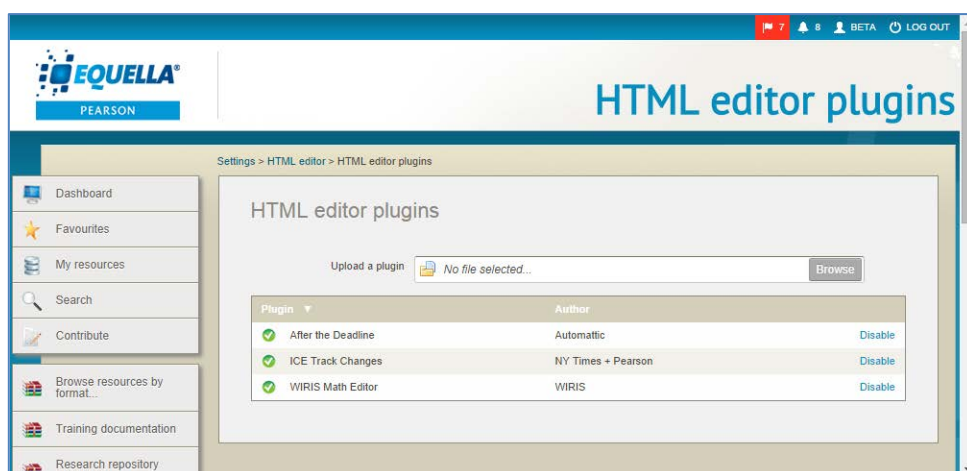 7 8 BETA LOG OUT
EQUELLA®
PEARSON
HTML editor plugins
Settings > HTML editor > HTML editor plugins
Dashboard
Favourites
My resources
Search
Contribute
Browse resources by
format...
Training documentation
Research repository
HTML editor plugins
Upload a plugin No file selected... Browse
Plugin ▼ Author
After the Deadline Automattic Disable
ICE Track Changes NY Times + Pearson Disable
WIRIS Math Editor WIRIS Disable